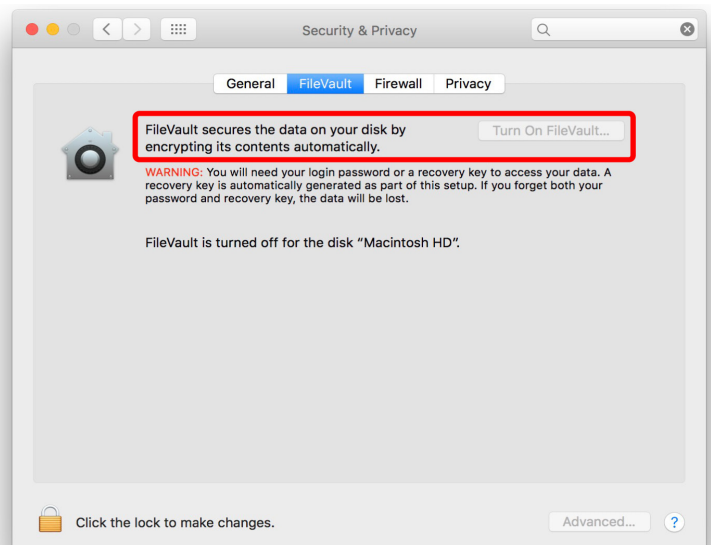 Security & Privacy
General FileVault Firewall Privacy
FileVault secures the data on your disk by
encrypting its contents automatically.
Turn On FileVault...
WARNING: You will need your login password or a recovery key to access your data. A
recovery key is automatically generated as part of this setup. If you forget both your
password and recovery key, the data will be lost.
FileVault is turned off for the disk “Macintosh HD”.
Click the lock to make changes.
Advanced...
?